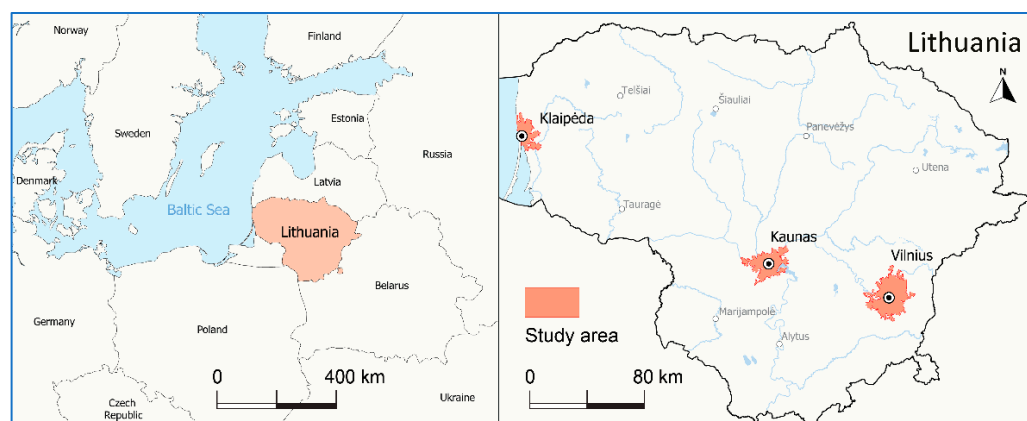 Norway
Finland
Sweden
Estonia
Russia
Denmark
Latvia
Baltic Sea
Lithuania
Belarus
Germany
Poland
0 400 km
Czech
Republic
Ukraine
Lithuania
N
Telšiai
Šiauliai
Klaipėda
Panevėžys
Utena
Tauragė
Kaunas
Vilnius
Marijampolė
Study area
Alytus
0 80 km